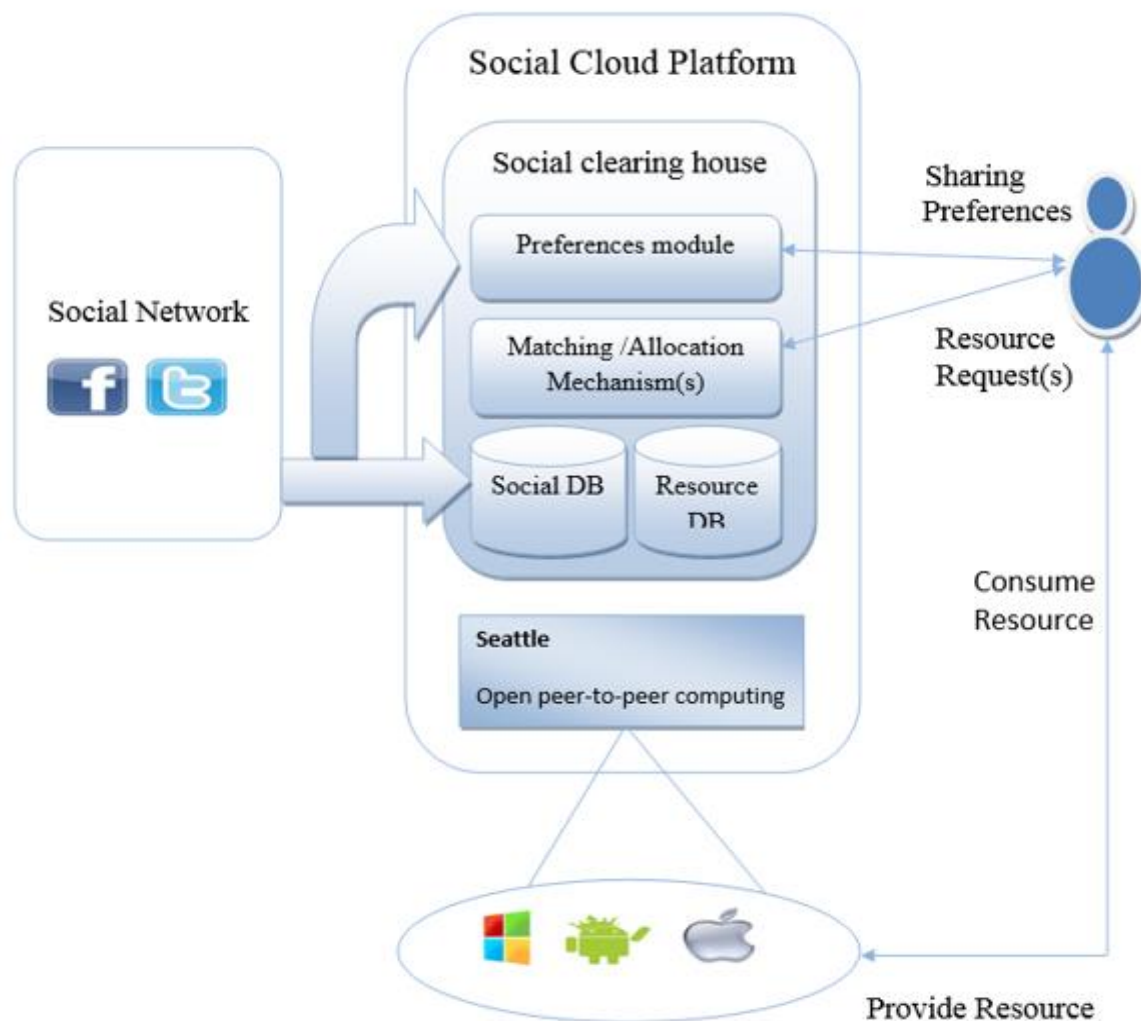 Social Cloud Platform
Social clearing house
Preferences module
Matching /Allocation
Mechanism(s)
Social DB
Resource
DB
Social Network
f
t
Sharing
Preferences
Resource
Request(s)
Consume
Resource
Seattle
Open peer-to-peer computing
Provide Resource